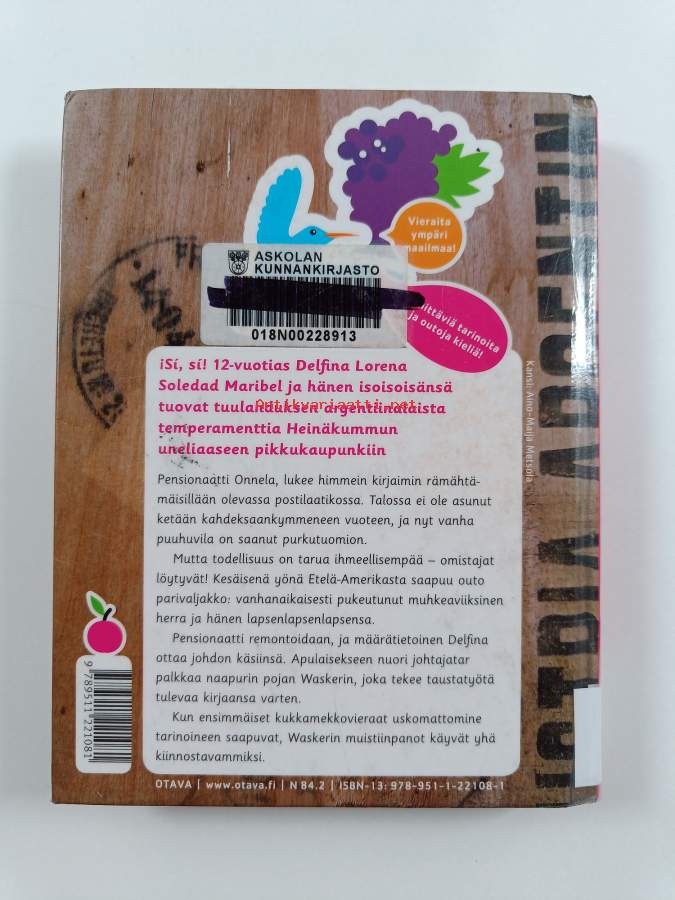 Vieraita
ympäri
maailmaa!
ASKOLAN
KUNNANKIRJASTO
018N00228913
tarinoita
ja outoja kieliä!
Kansi: Aino-Maija Metsola
¡Sí, sí! 12-vuotias Delfina Lorena
Soledad Maribel ja hänen isoisoisänsä
tuovat tuulahduksen argentiinalaista
temperamenttia Heinäkummun
uneliaaseen pikkukaupunkiin
Antikvariaatti.net
Pensionaatti Onnela, lukee himmein kirjaimin rämähtä-
mäisillään olevassa postilaatikossa. Talossa ei ole asunut
ketään kahdeksaankymmeneen vuoteen, ja nyt vanha
puuhuvila on saanut purkutuomion.
Mutta todellisuus on tarua ihmeellisempää – omistajat
löytyvät! Kesäisenä yönä Etelä-Amerikasta saapuu outo
parivaljakko: vanhanaikaisesti pukeutunut muhkeaviiksinen
herra ja hänen lapsenlapsenlapsensa.
Pensionaatti remontoidaan, ja määrätietoinen Delfina
ottaa johdon käsiinsä. Apulaisekseen nuori johtajatar
palkkaa naapurin pojan Waskerin, joka tekee taustatyötä
tulevaa kirjaansa varten.
Kun ensimmäiset kukkamekkovieraat uskomattomine
tarinoineen saapuvat, Waskerin muistiinpanot käyvät yhä
kiinnostavammiksi.
9 789511 221081
OTAVA | www.otava.fi | N 84.2 | ISBN-13: 978-951-1-22108-1